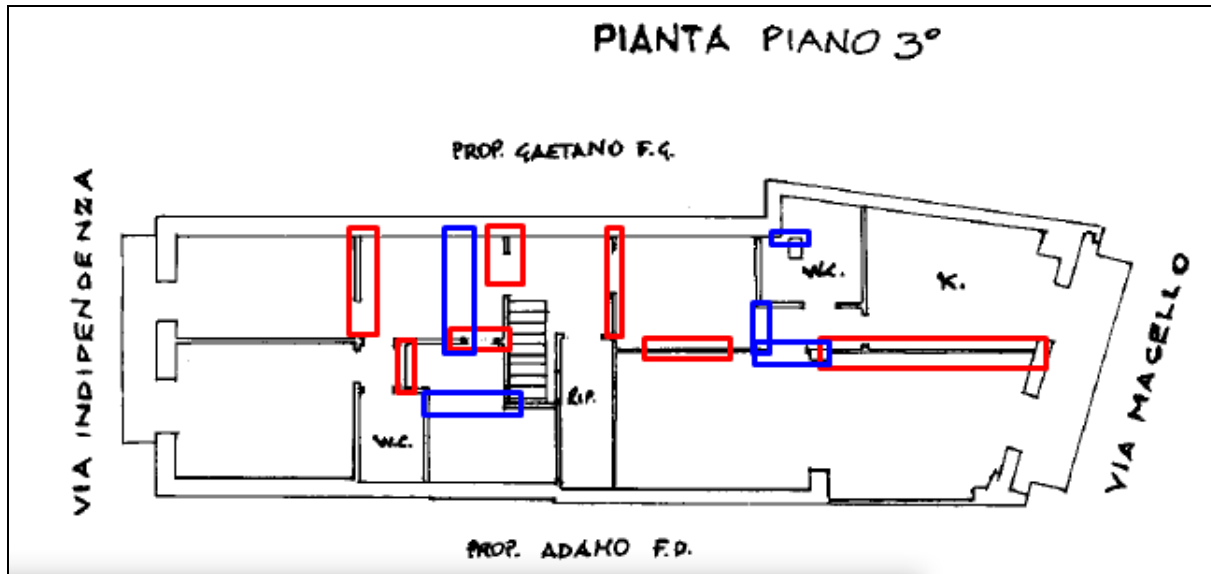 PIANTA PIANO 3°
PROP. GAETANO F.G.
VIA INDIPENDENZA
W.C.
K.
RIP.
W.C.
VIA MACELLO
PROP. ADAMO F.D.